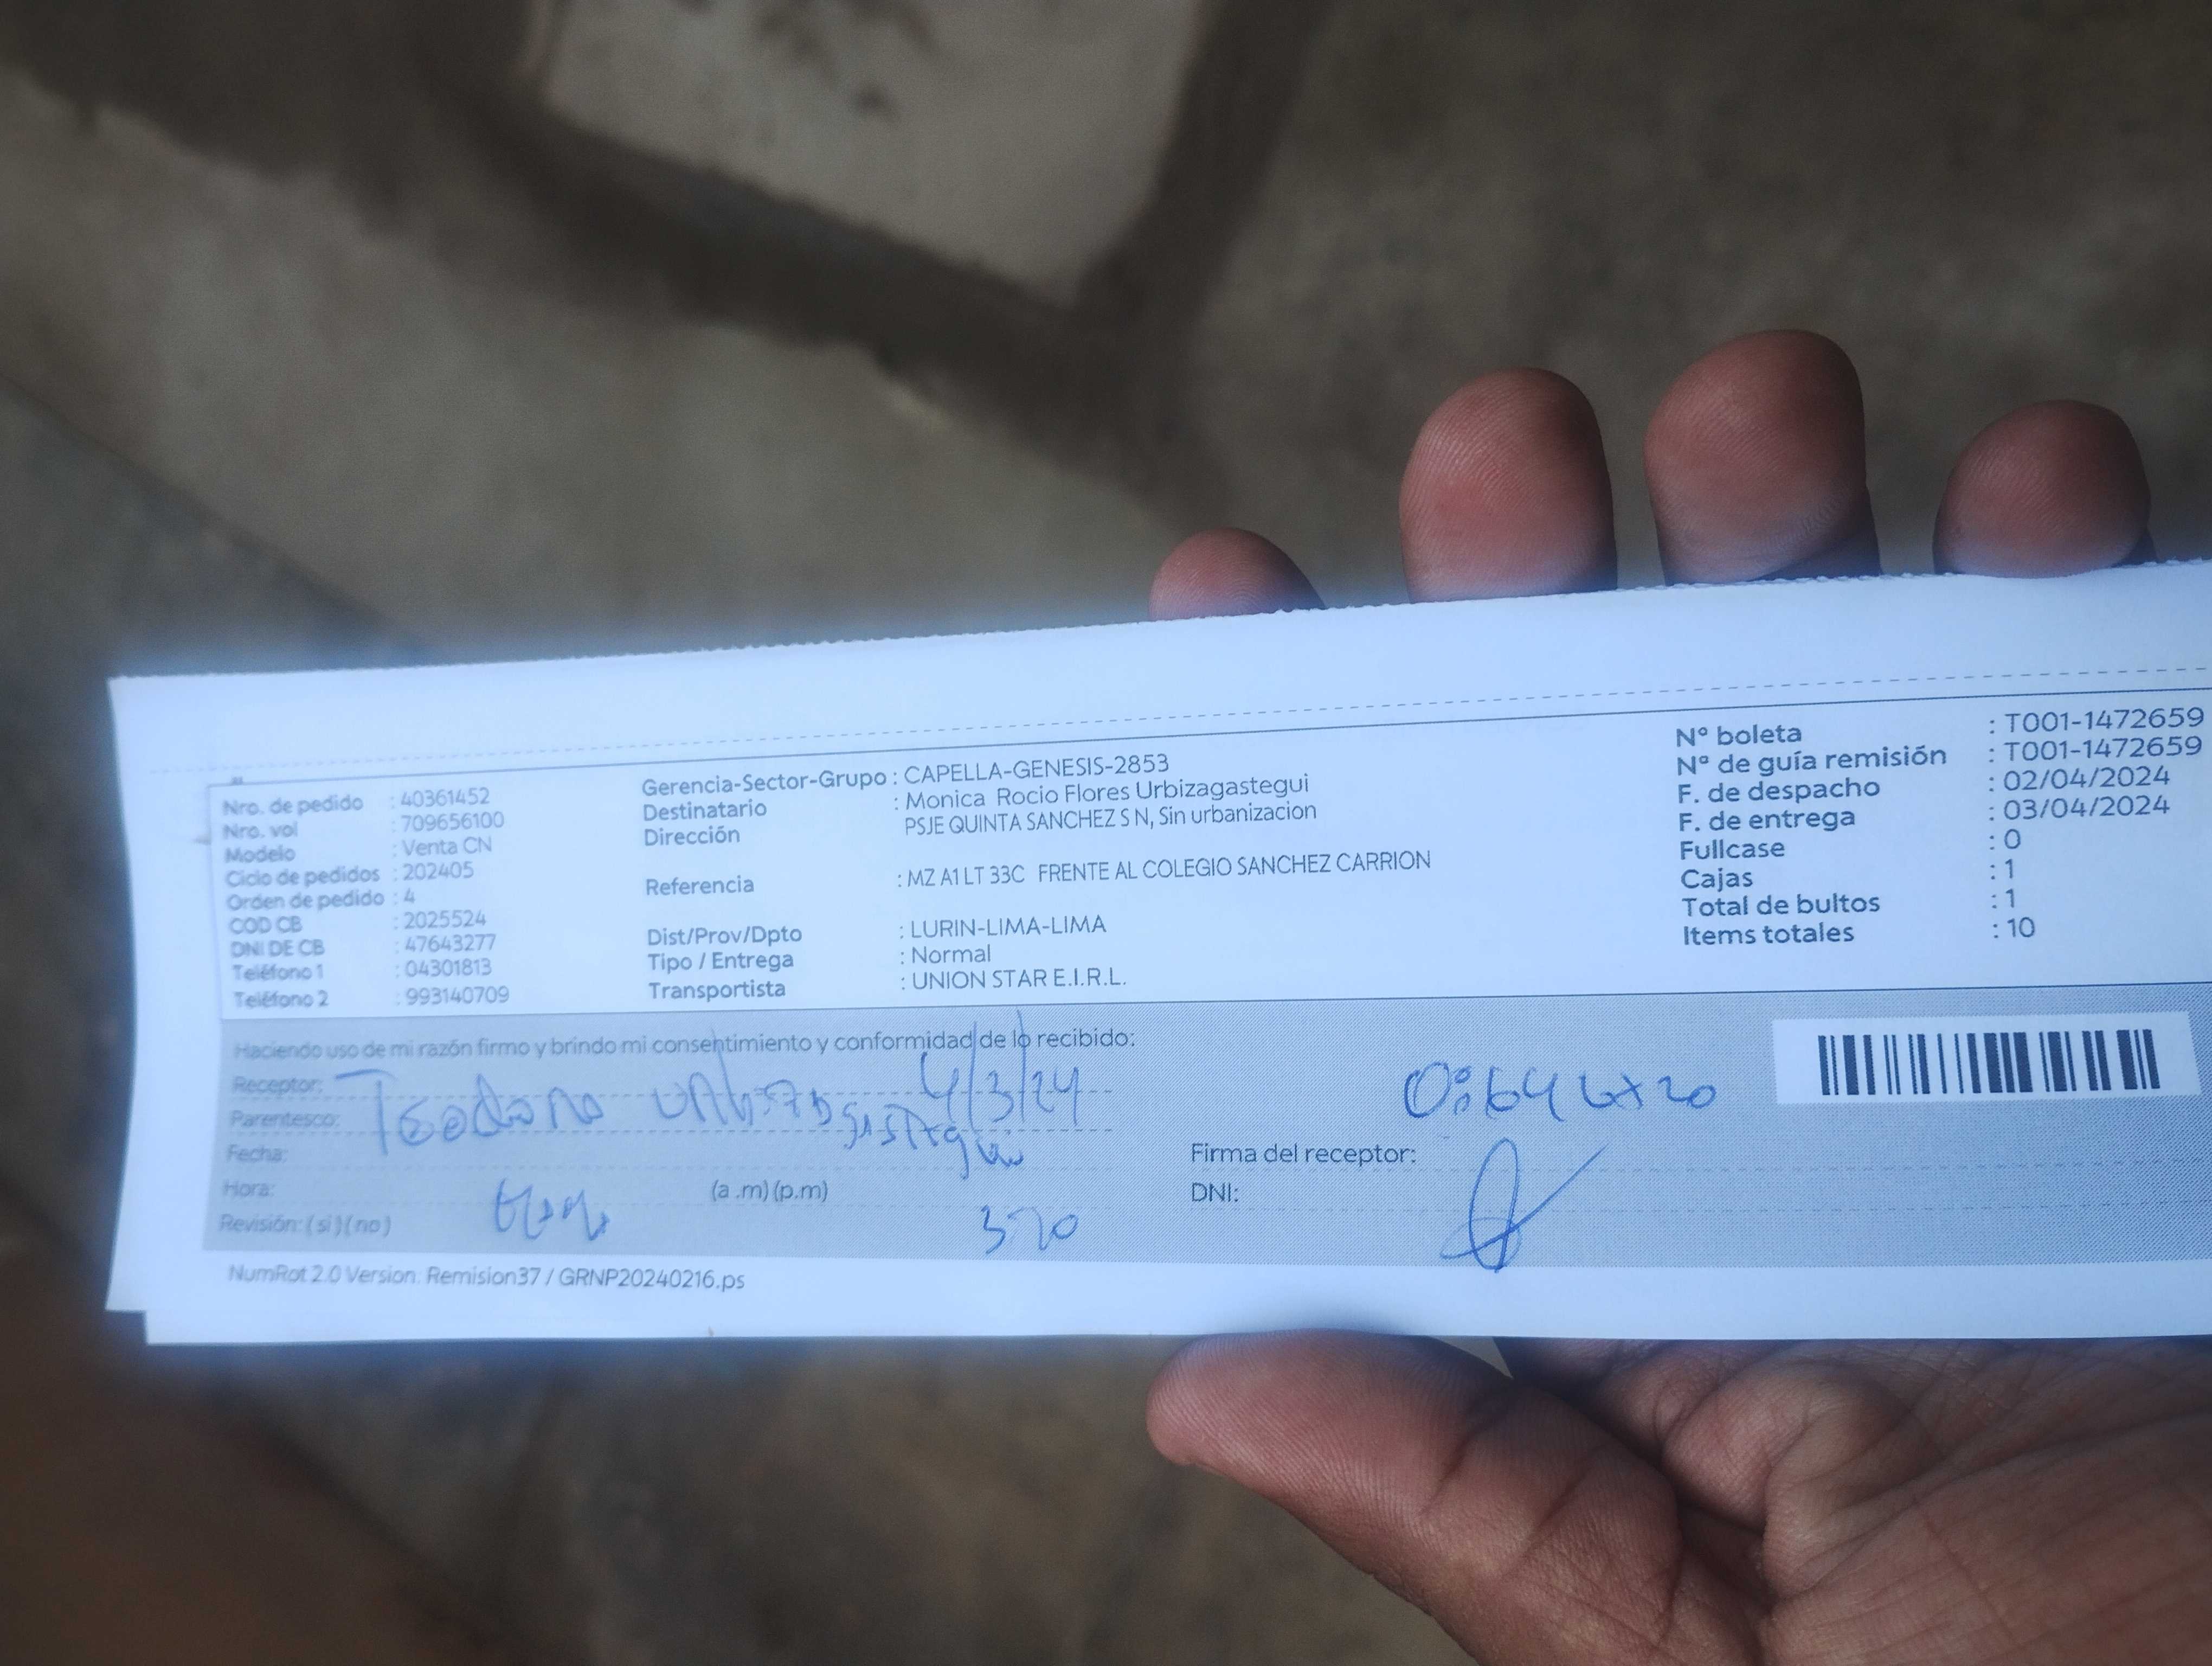 Nro. de pedido : 40361452
Nro. vol : 709656100
Modelo : Venta CN
Ciclo de pedidos : 202405
Orden de pedido : 4
COD CB : 2025524
DNI DE CB : 47643277
Teléfono 1 : 04301813
Teléfono 2 : 993140709
Gerencia-Sector-Grupo : CAPELLA-GENESIS-2853
Destinatario : Monica Rocio Flores Urbizagastegui
Dirección PSJE QUINTA SANCHEZ S N, Sin urbanizacion
Referencia : MZ A1 LT 33C FRENTE AL COLEGIO SANCHEZ CARRION
Dist/Prov/Dpto : LURIN-LIMA-LIMA
Tipo / Entrega : Normal
Transportista : UNION STAR E.I.R.L.
Nº boleta : T001-1472659
Nº de guía remisión : T001-1472659
F. de despacho : 02/04/2024
F. de entrega : 03/04/2024
Fullcase : 0
Cajas : 1
Total de bultos : 1
Items totales : 10
Haciendo uso de mi razón firmo y brindo mi consentimiento y conformidad de lo recibido:
Receptor: 4/3/24
Parentesco: Teodoro
Fecha:
Hora: (a.m) (p.m)
Revisión: ( si ) ( no )
Firma del receptor:
DNI:
NumRot 2.0 Version. Remision37 / GRNP20240216.ps